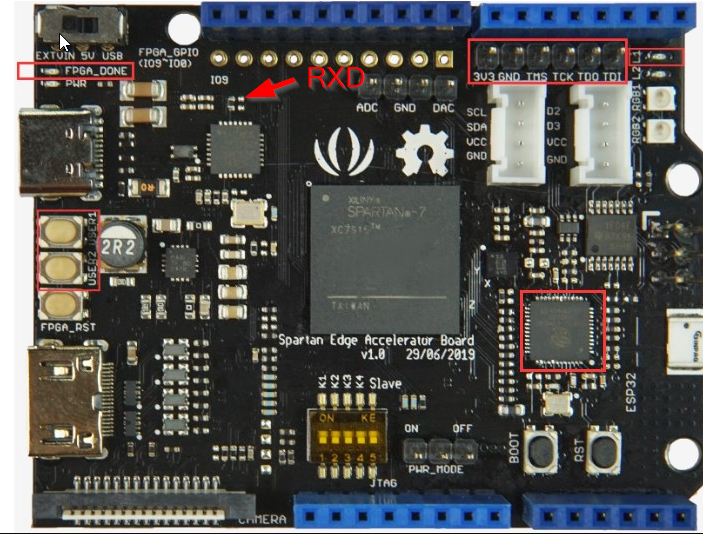 EXTVIN 5V USB
FPGA_GPIO
(IO9~IO0)
FPGA_DONE
PWR
IO9
RXD
ADC GND DAC
3V3 GND TMS TCK TDO TDI
L1
L2
RGB1
RGB2
SCL
SDA
VCC
GND
D2
D3
VCC
GND
XILINX
SPARTAN-7
XC7S15™
TAIWAN
USER1
USER2
2R2
FPGA_RST
X
Z
Spartan Edge Accelerator Board
v1.0 29/06/2019
K1
K2
K3
K4
Slave
ON KE
1 2 3 4 5
JTAG
ON OFF
PWR_MODE
BOOT
RST
ESP32
CAMERA